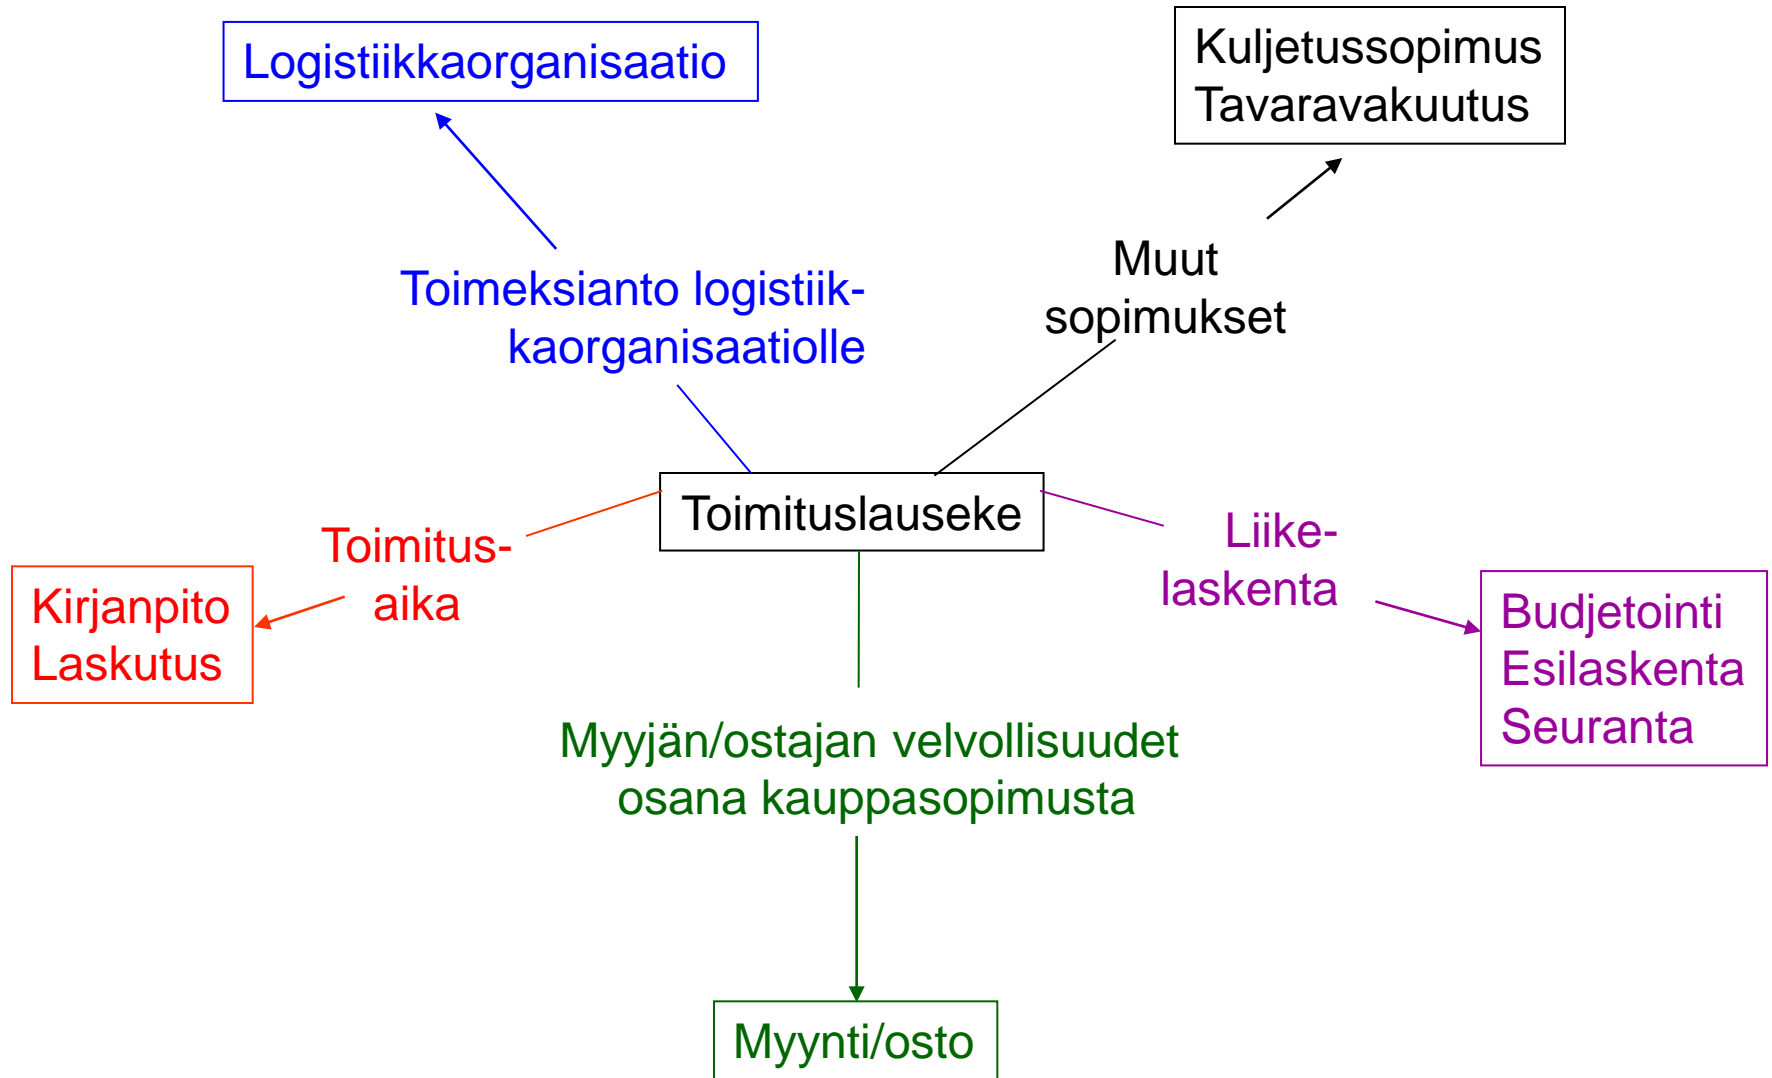 Logistiikkaorganisaatio
Kuljetussopimus
Tavaravakuutus
Toimeksianto logistiik-
kaorganisaatiolle
Muut
sopimukset
Toimituslauseke
Toimitus-
aika
Kirjanpito
Laskutus
Liike-
laskenta
Budjetointi
Esilaskenta
Seuranta
Myyjän/ostajan velvollisuudet
osana kauppasopimusta
Myynti/osto